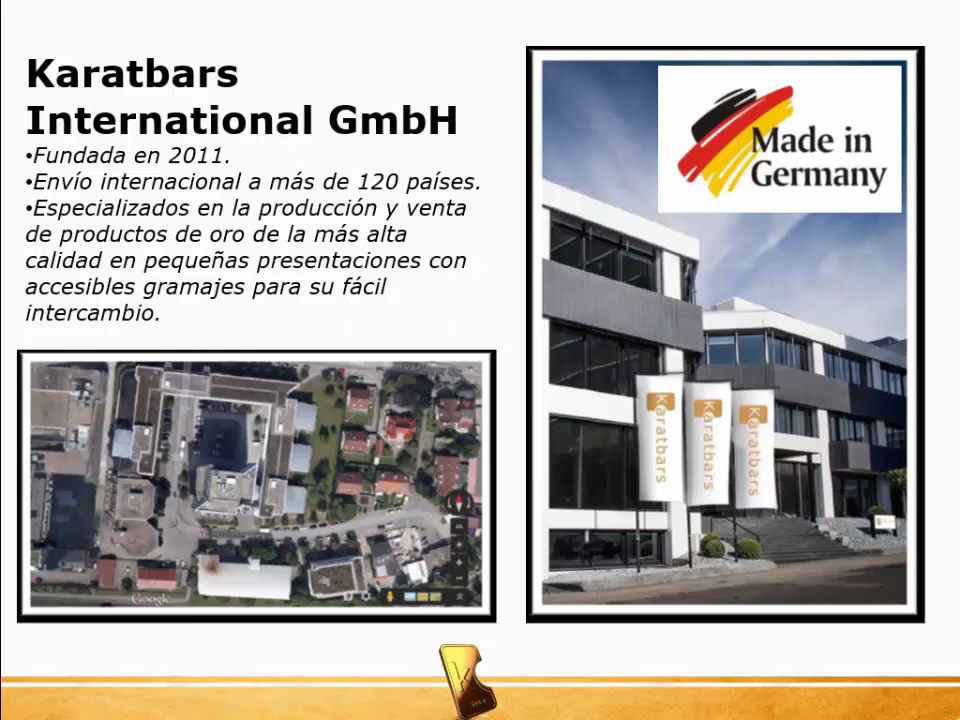 Karatbars
International GmbH
•Fundada en 2011.
•Envío internacional a más de 120 países.
•Especializados en la producción y venta
de productos de oro de la más alta
calidad en pequeñas presentaciones con
accesibles gramajes para su fácil
intercambio.
Made in
Germany
Karatbars
Karatbars
Karatbars
Google